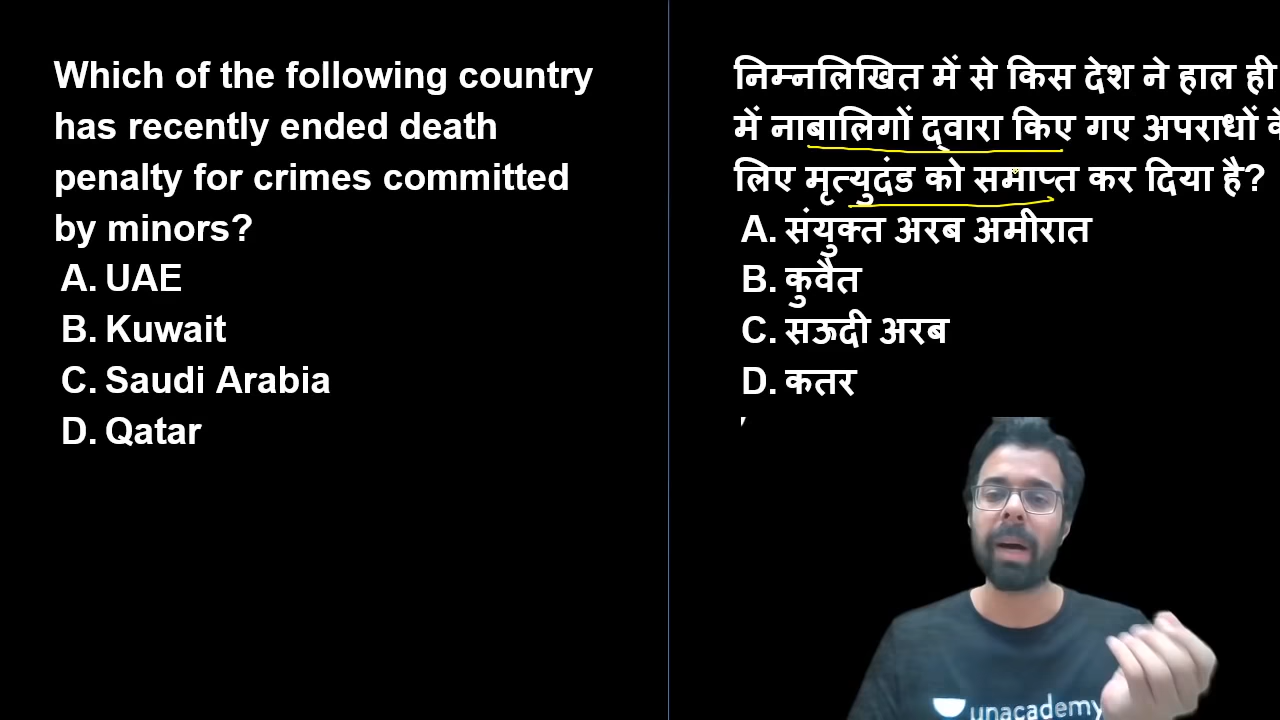 Which of the following country
has recently ended death
penalty for crimes committed
by minors?
A. UAE
B. Kuwait
C. Saudi Arabia
D. Qatar
निम्नलिखित में से किस देश ने हाल ही
में नाबालिगों द्वारा किए गए अपराधों के
लिए मृत्युदंड को समाप्त कर दिया है?
A. संयुक्त अरब अमीरात
B. कुवैत
C. सऊदी अरब
D. कतर
unacademy